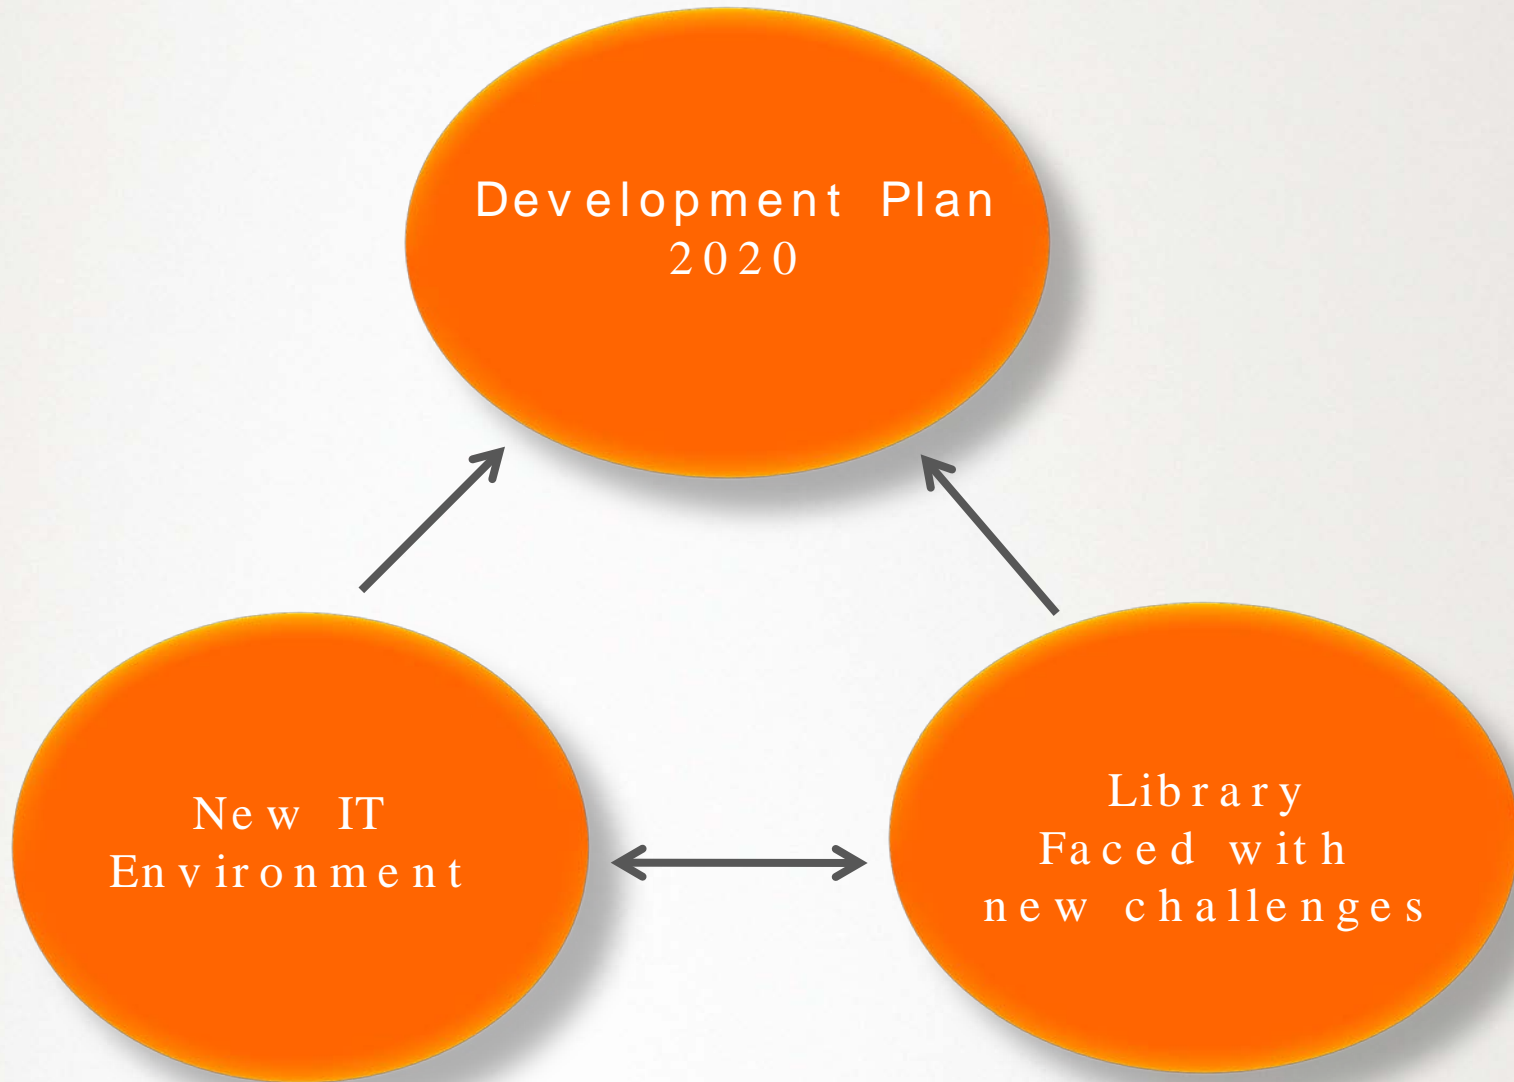 Development Plan
2020
New IT
Environment
Library
Faced with
new challenges